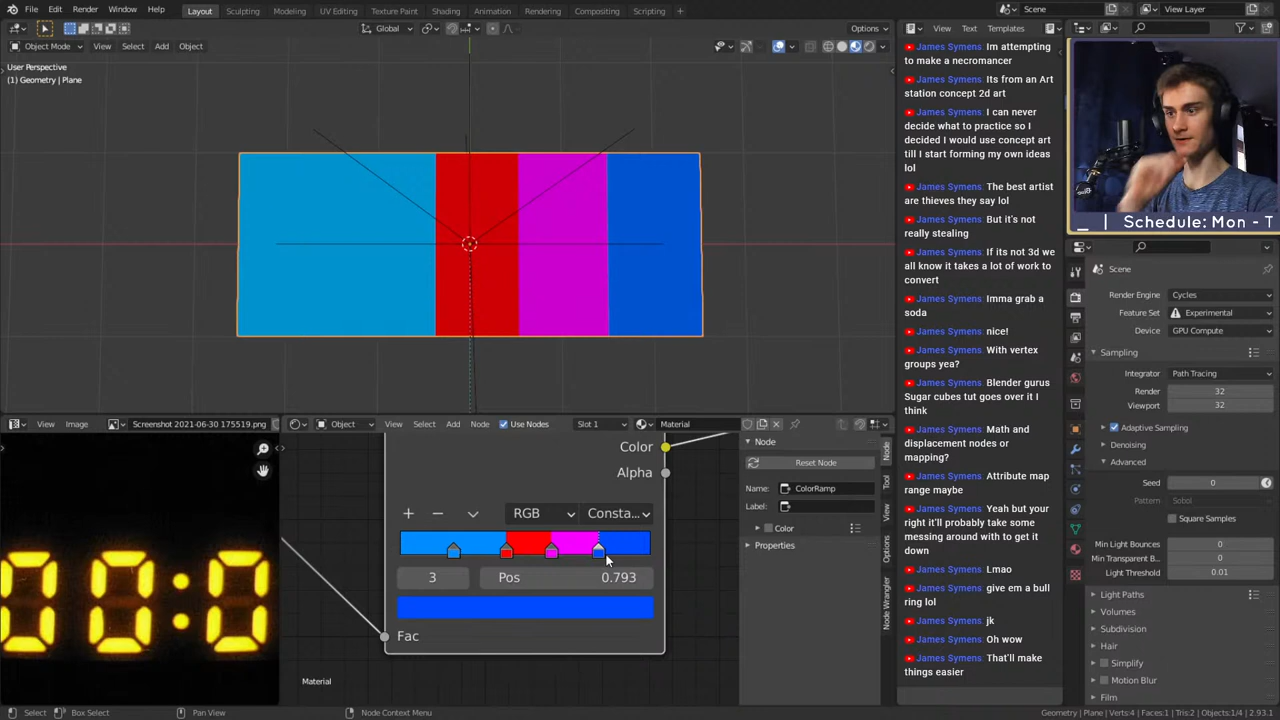 File Edit Render Window Help Layout Sculpting Modeling UV Editing Texture Paint Shading Animation Rendering Compositing Scripting + Scene View Layer
Global Options
Object Mode View Select Add Object
View Text Templates
User Perspective
(1) Geometry | Plane
James Symens: Im attempting
to make a necromancer
James Symens: Its from an Art
station concept 2d art
James Symens: I can never
decide what to practice so I
decided I would use concept art
till I start forming my own ideas
lol
James Symens: The best artist
are thieves they say lol
James Symens: But it's not
really stealing
James Symens: If its not 3d we
all know it takes a lot of work to
convert
James Symens: Imma grab a
soda
James Symens: nice!
James Symens: With vertex
groups yea?
James Symens: Blender gurus
Sugar cubes tut goes over it I
think
James Symens: Math and
displacement nodes or
mapping?
James Symens: Attribute map
range maybe
James Symens: Yeah but your
right it'll probably take some
messing around with to get it
down
James Symens: Lmao
James Symens: give em a bull
ring lol
James Symens: jk
James Symens: Oh wow
James Symens: That'll make
things easier
_ | Schedule: Mon - T
Scene
Render Engine Cycles
Feature Set Experimental
Device GPU Compute
Sampling
Integrator Path Tracing
Render 32
Viewport 32
Adaptive Sampling
Denoising
Advanced
Seed 0
Pattern Sobol
Square Samples
Min Light Bounces 0
Min Transparent B... 0
Light Threshold 0.01
Light Paths
Volumes
Subdivision
Hair
Simplify
Motion Blur
Film
View Image Screenshot 2021-06-30 175519.png
Object View Select Add Node Use Nodes Slot 1 Material
00:0
Color
Alpha
+ − RGB Consta...
3 Pos 0.793
Fac
Material
Node
Reset Node
Name: ColorRamp
Label:
Color
Properties
Node
Tool
View
Options
Node Wrangler
Select Box Select Pan View Node Context Menu Geometry | Plane | Verts:4 | Faces:1 | Tris:2 | Objects:1/4 | 2.93.1